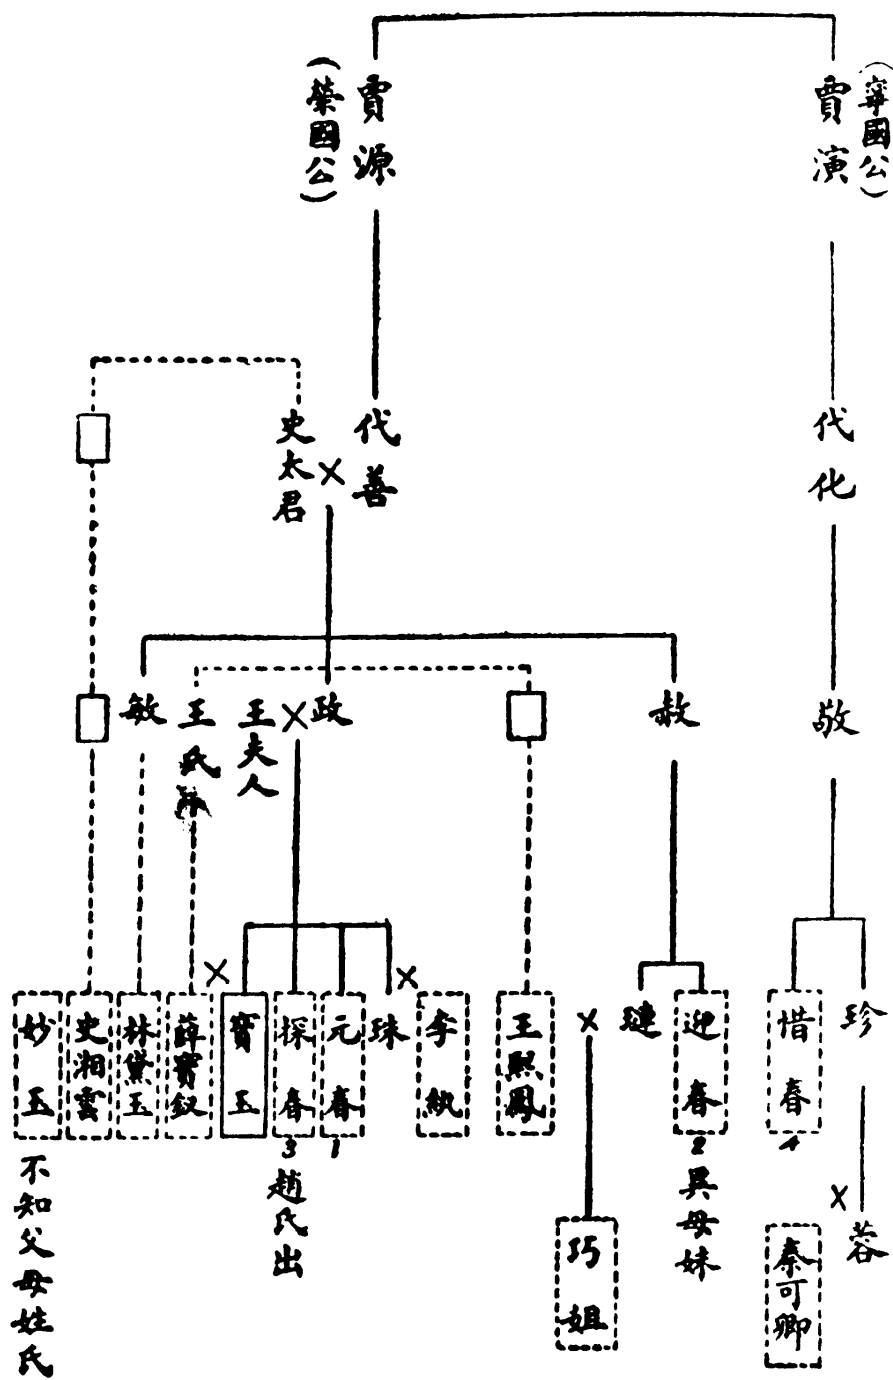 (寧國公)
賈演
賈源
(榮國公)
代化
代善
×
史太君
敬
赦
政
×
王夫人
王氏
敏
珍
惜春
4
迎春
2
異母妹
璉
×
王熙鳳
李紈
×
珠
元春
1
探春
3
趙氏出
寶玉
×
薛寶釵
林黛玉
史湘雲
妙玉
不知父母姓氏
蓉
×
秦可卿
巧姐